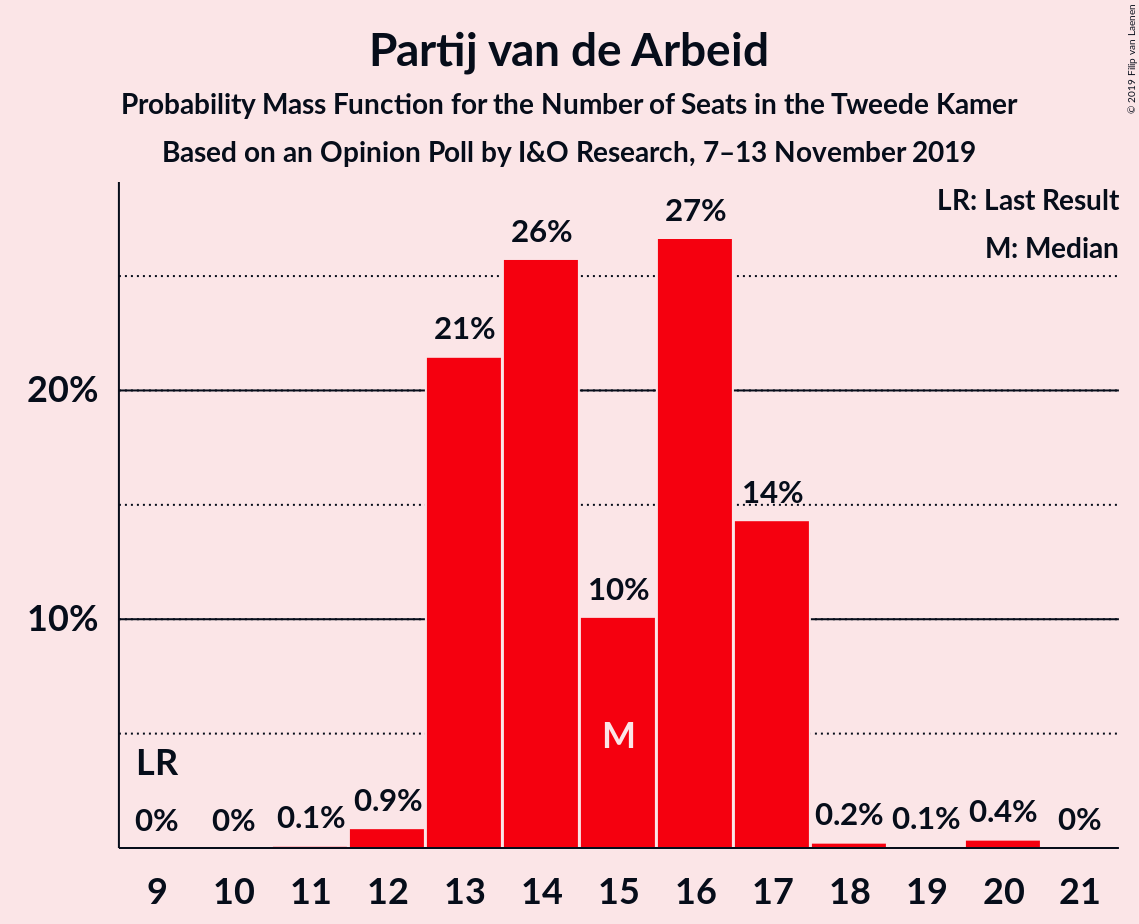 Partij van de Arbeid
Probability Mass Function for the Number of Seats in the Tweede Kamer
Based on an Opinion Poll by I&O Research, 7–13 November 2019
© 2019 Filip van Laenen
LR: Last Result
M: Median
27%
26%
21%
20%
14%
10%
10%
M
LR
0% 0% 0.1% 0.9% 0.2% 0.1% 0.4% 0%
9 10 11 12 13 14 15 16 17 18 19 20 21